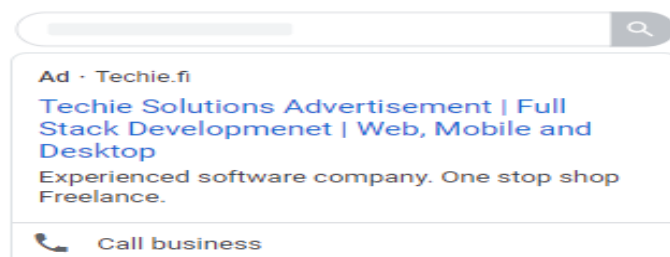 Ad · Techie.fi
Techie Solutions Advertisement | Full
Stack Developmenet | Web, Mobile and
Desktop
Experienced software company. One stop shop
Freelance.
Call business